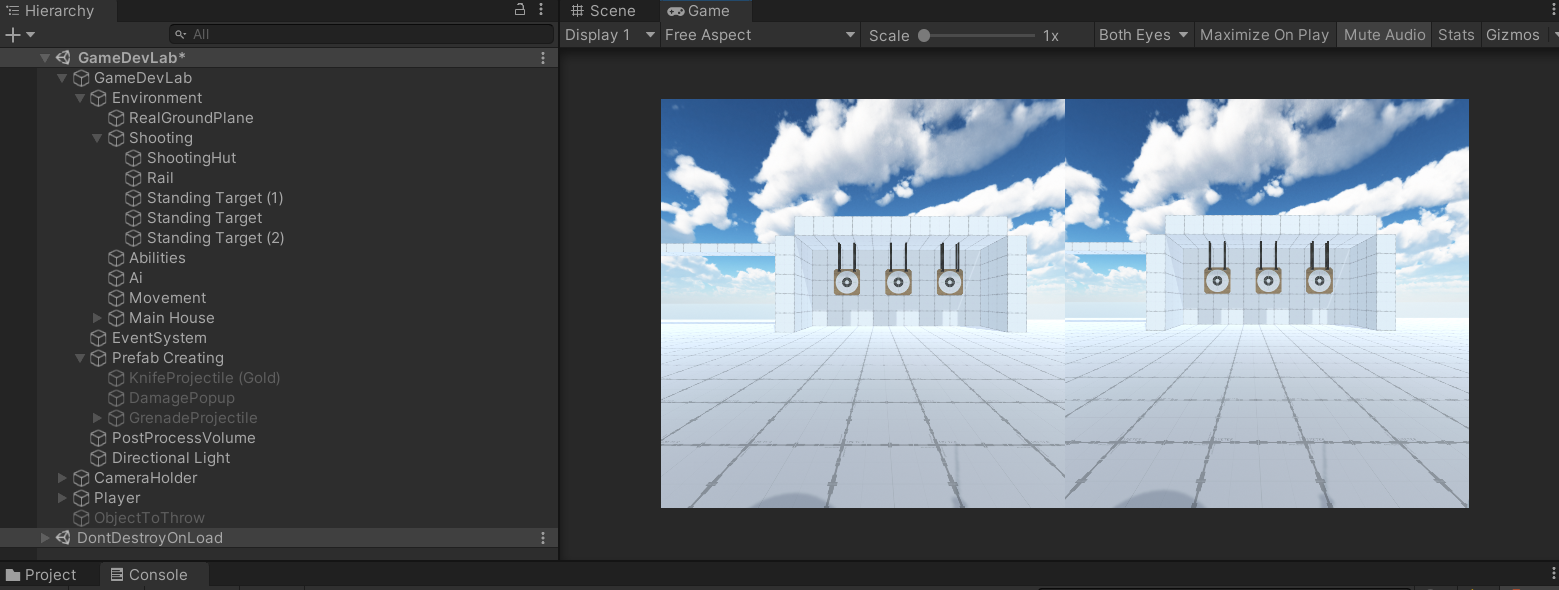 Hierarchy
All
GameDevLab*
GameDevLab
Environment
RealGroundPlane
Shooting
ShootingHut
Rail
Standing Target (1)
Standing Target
Standing Target (2)
Abilities
Ai
Movement
Main House
EventSystem
Prefab Creating
KnifeProjectile (Gold)
DamagePopup
GrenadeProjectile
PostProcessVolume
Directional Light
CameraHolder
Player
ObjectToThrow
DontDestroyOnLoad
Scene Game
Display 1 Free Aspect Scale 1x Both Eyes Maximize On Play Mute Audio Stats Gizmos
Project Console